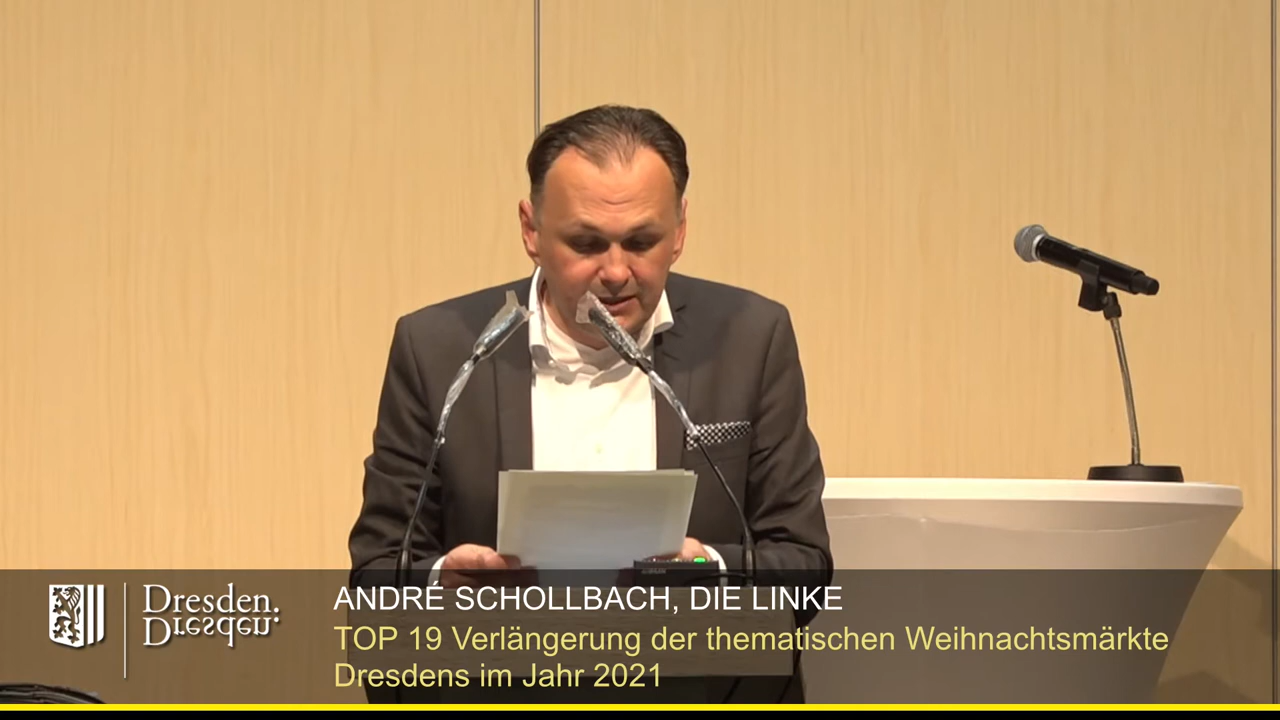 Dresden.
Dresden.
ANDRÉ SCHOLLBACH, DIE LINKE
TOP 19 Verlängerung der thematischen Weihnachtsmärkte
Dresdens im Jahr 2021